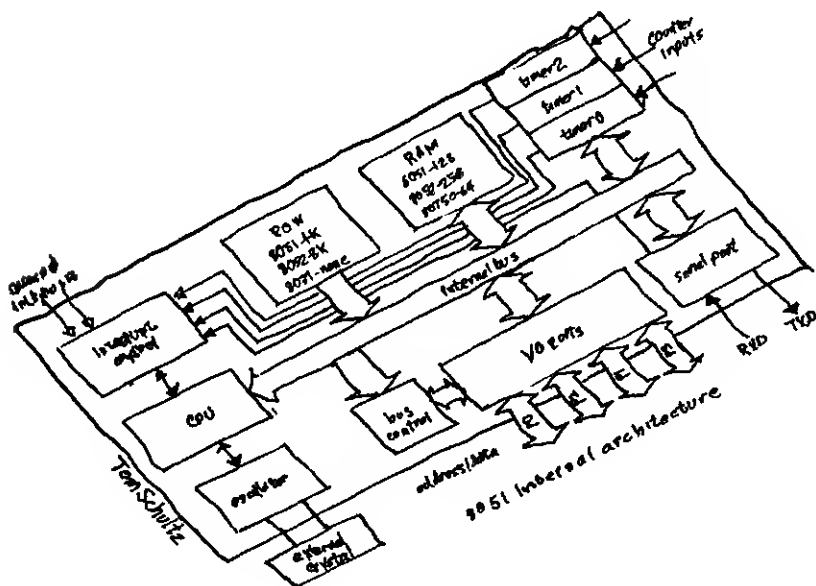 counter
inputs
timer2
timer1
timer0
RAM
8051-128
8052-256
80750-64
ROM
8051-4K
8052-8K
8031-none
external
interrupts
interrupt
control
internal bus
serial port
I/O ports
RXD
TXD
CPU
bus
control
address/data
oscillator
external
crystal
8051 internal architecture
Tom Schultz